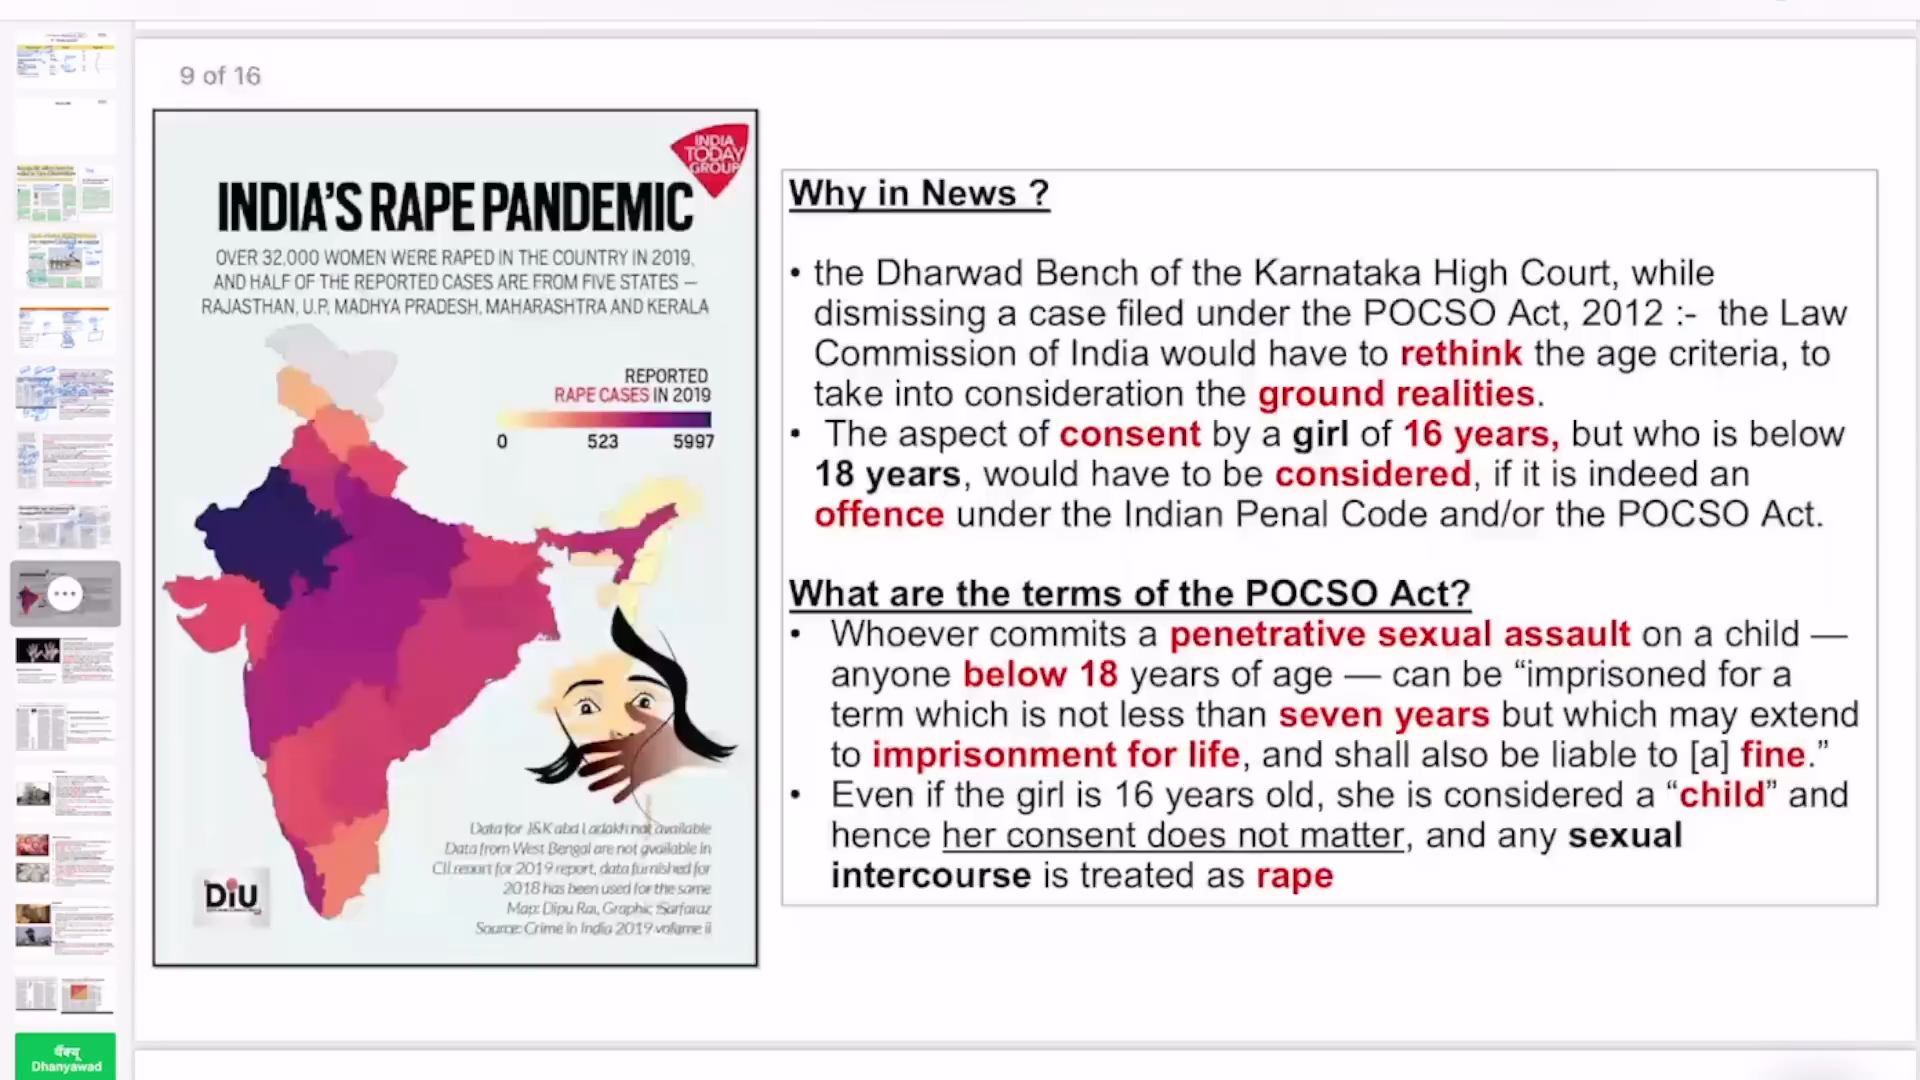 9 of 16
INDIA
TODAY
GROUP
INDIA'S RAPE PANDEMIC
OVER 32,000 WOMEN WERE RAPED IN THE COUNTRY IN 2019,
AND HALF OF THE REPORTED CASES ARE FROM FIVE STATES —
RAJASTHAN, U.P, MADHYA PRADESH, MAHARASHTRA AND KERALA
REPORTED
RAPE CASES IN 2019
0 523 5997
Data for J&K abd Ladakh not available
Data from West Bengal are not available in
CII report for 2019 report, data furnished for
2018 has been used for the same
Map: Dipu Rai, Graphic: Sarfaraz
Source: Crime in India 2019 volume ii
DiU
Why in News ?
• the Dharwad Bench of the Karnataka High Court, while
dismissing a case filed under the POCSO Act, 2012 :- the Law
Commission of India would have to rethink the age criteria, to
take into consideration the ground realities.
• The aspect of consent by a girl of 16 years, but who is below
18 years, would have to be considered, if it is indeed an
offence under the Indian Penal Code and/or the POCSO Act.
What are the terms of the POCSO Act?
• Whoever commits a penetrative sexual assault on a child —
anyone below 18 years of age — can be “imprisoned for a
term which is not less than seven years but which may extend
to imprisonment for life, and shall also be liable to [a] fine.”
• Even if the girl is 16 years old, she is considered a “child” and
hence her consent does not matter, and any sexual
intercourse is treated as rape
थैंक्यू
Dhanyawad